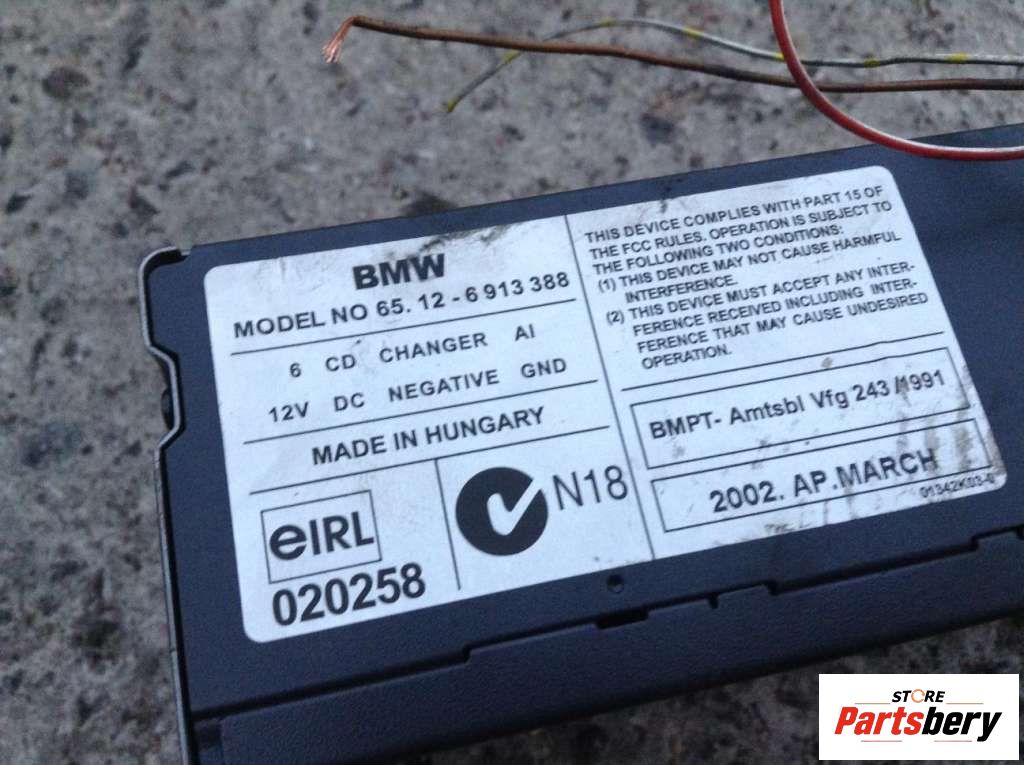 BMW
MODEL NO 65. 12 - 6 913 388
6 CD CHANGER AI
12V DC NEGATIVE GND
MADE IN HUNGARY
eIRL
020258
N18
THIS DEVICE COMPLIES WITH PART 15 OF
THE FCC RULES. OPERATION IS SUBJECT TO
THE FOLLOWING TWO CONDITIONS:
(1) THIS DEVICE MAY NOT CAUSE HARMFUL
INTERFERENCE.
(2) THIS DEVICE MUST ACCEPT ANY INTER-
FERENCE RECEIVED INCLUDING INTER-
FERENCE THAT MAY CAUSE UNDESIRED
OPERATION.
BMPT- Amtsbl Vfg 243 /1991
2002. AP.MARCH
01342K03-0
STORE
Partsbery